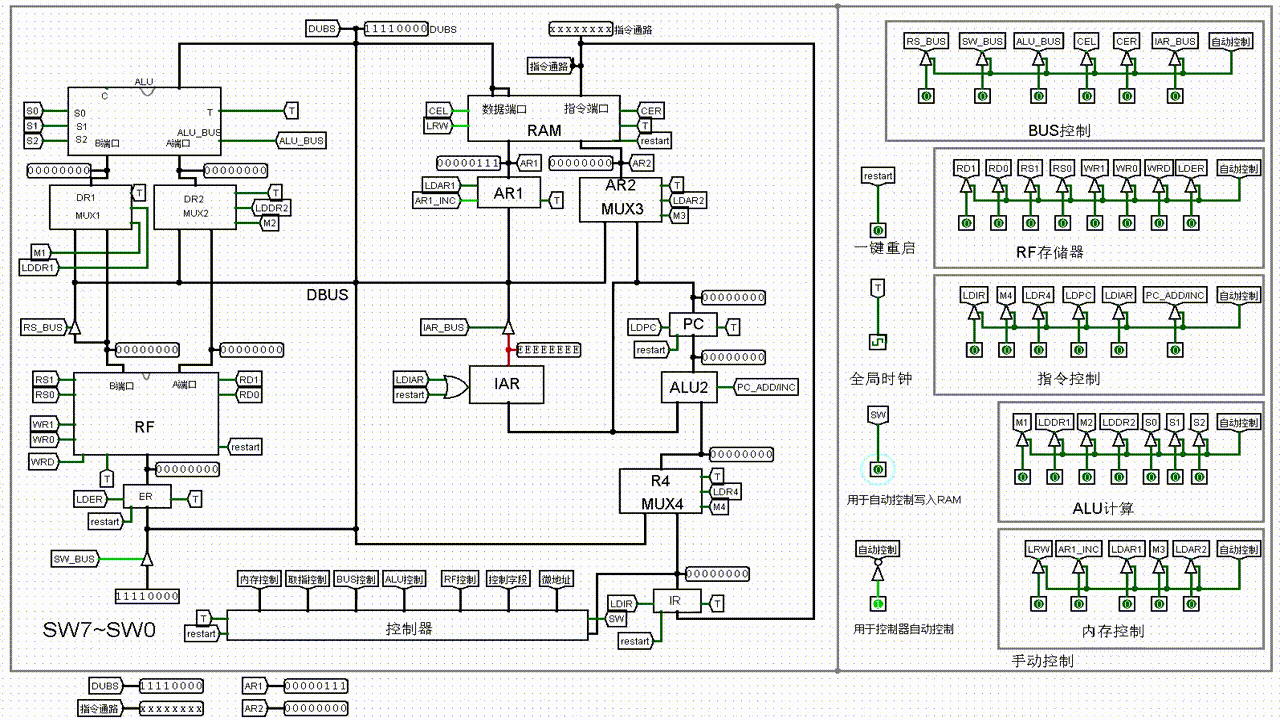 DUBS 11110000 DUBS
xxxxxxxx 指令通路
指令通路
ALU
C
S0 S0
S1 S1
S2 S2
T T
ALU_BUS ALU_BUS
B端口 A端口
00000000 00000000
数据端口 指令端口
RAM
CEL CER
LRW T
restart
00000111 AR1 00000000 AR2
DR1
MUX1
T
DR2
MUX2
T
LDDR2
M2
LDAR1
AR1_INC
AR1
T
AR2
MUX3
T
LDAR2
M3
M1
LDDR1
DBUS
RS_BUS
IAR_BUS
00000000 00000000
EEEEEEEE
00000000
LDPC PC T
restart
00000000
B端口 A端口
RS1 RD1
RS0 RD0
RF
WR1
WR0
WRD
restart
T
LDIAR
restart
IAR
ALU2 PC_ADD/INC
00000000
00000000
LDER ER T
restart
R4
MUX4
T
LDR4
M4
SW_BUS
11110000
SW7~SW0
内存控制 取指控制 BUS控制 ALU控制 RF控制 控制字段 微地址
T
restart
控制器
SW
00000000
LDIR IR T
restart
DUBS 11110000 AR1 00000111
指令通路 xxxxxxxx AR2 00000000
RS_BUS SW_BUS ALU_BUS CEL CER IAR_BUS 自动控制
0 0 0 0 0 0
BUS控制
restart
0
一键重启
RD1 RD0 RS1 RS0 WR1 WR0 WRD LDER 自动控制
0 0 0 0 0 0 0 0
RF存储器
T
全局时钟
LDIR M4 LDR4 LDPC LDIAR PC_ADD/INC 自动控制
0 0 0 0 0 0
指令控制
SW
0
用于自动控制写入RAM
M1 LDDR1 M2 LDDR2 S0 S1 S2 自动控制
0 0 0 0 0 0 0
ALU计算
自动控制
1
用于控制器自动控制
LRW AR1_INC LDAR1 M3 LDAR2 自动控制
0 0 0 0 0
内存控制
手动控制